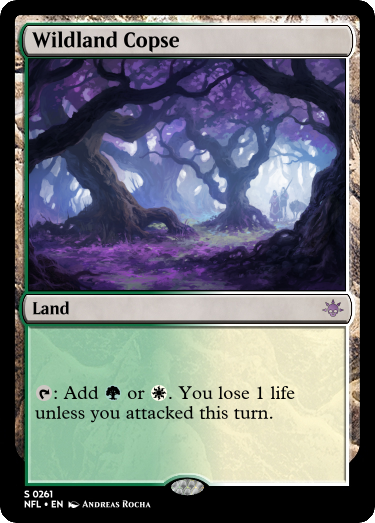 Wildland Copse
Land
: Add or . You lose 1 life
unless you attacked this turn.
S 0261
NFL • EN Andreas Rocha